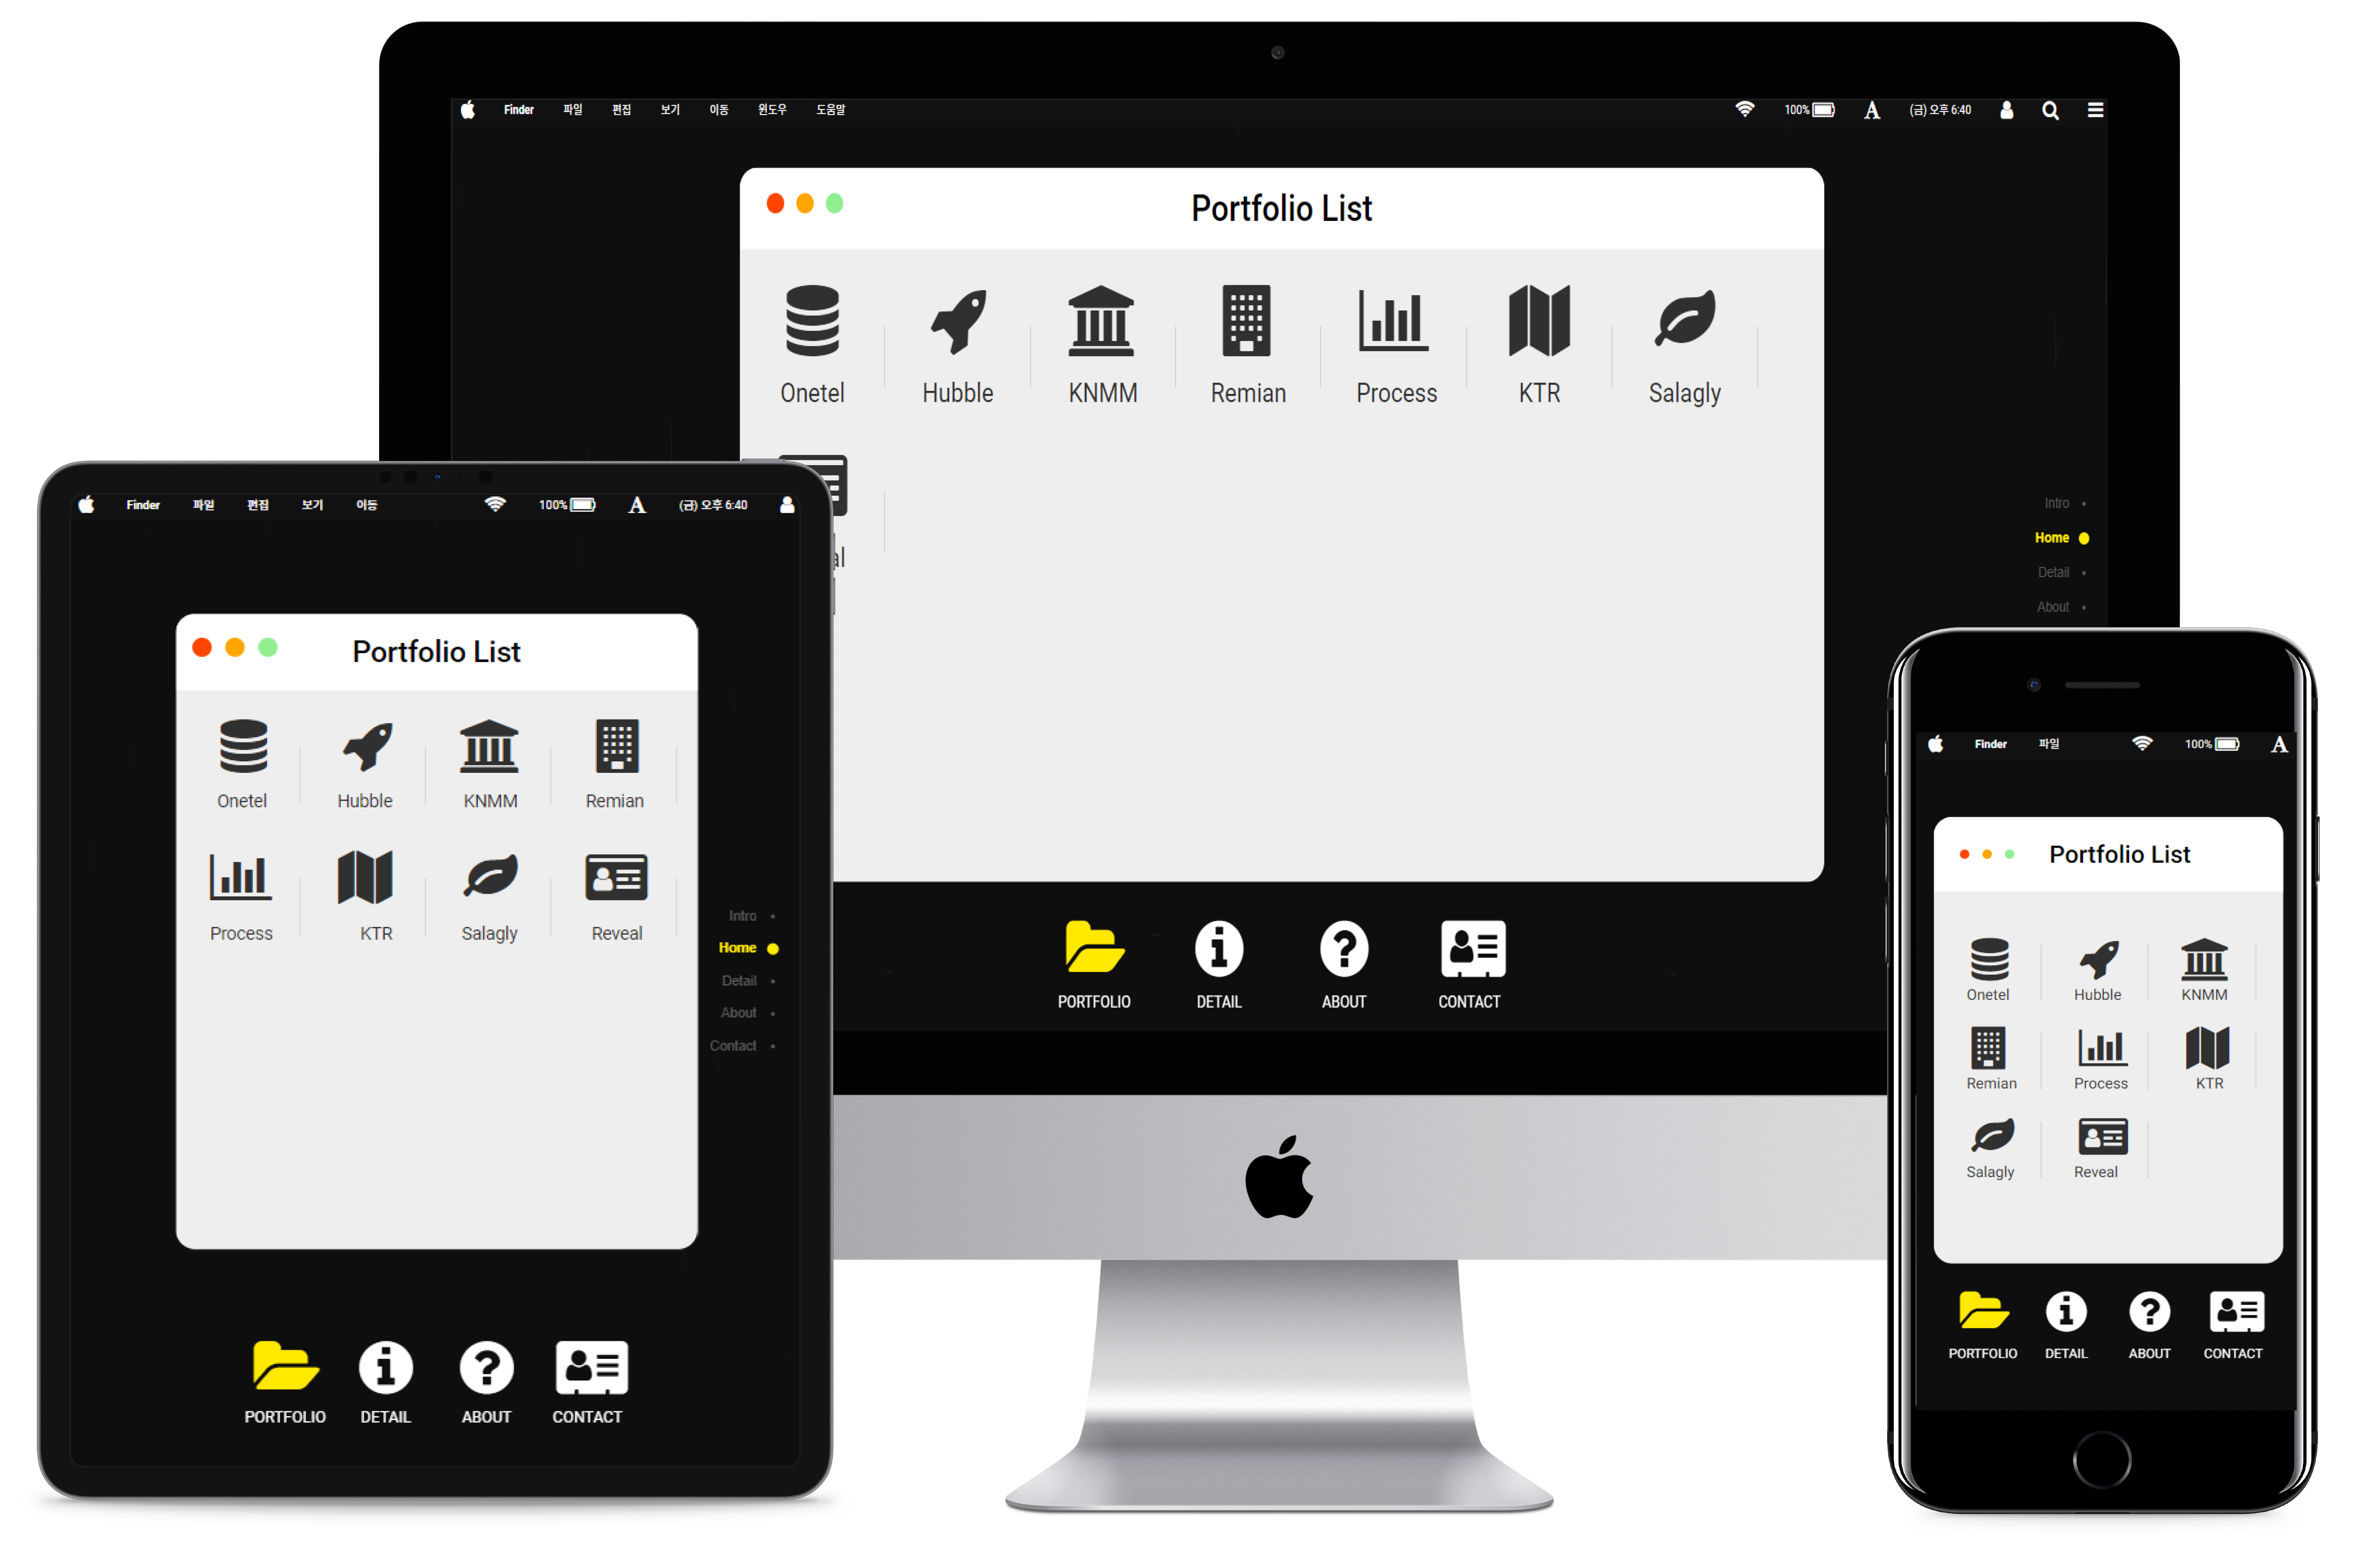 Finder 파일 편집 보기 이동 윈도우 도움말 100% A (금) 오후 6:40
Portfolio List
Onetel Hubble KNMM Remian Process KTR Salagly
Intro
Home
Detail
About
PORTFOLIO DETAIL ABOUT CONTACT
Finder 파일 편집 보기 이동 100% A (금) 오후 6:40
Portfolio List
Onetel Hubble KNMM Remian
Process KTR Salagly Reveal
Intro
Home
Detail
About
Contact
PORTFOLIO DETAIL ABOUT CONTACT
Finder 파일 100% A
Portfolio List
Onetel Hubble KNMM
Remian Process KTR
Salagly Reveal
PORTFOLIO DETAIL ABOUT CONTACT